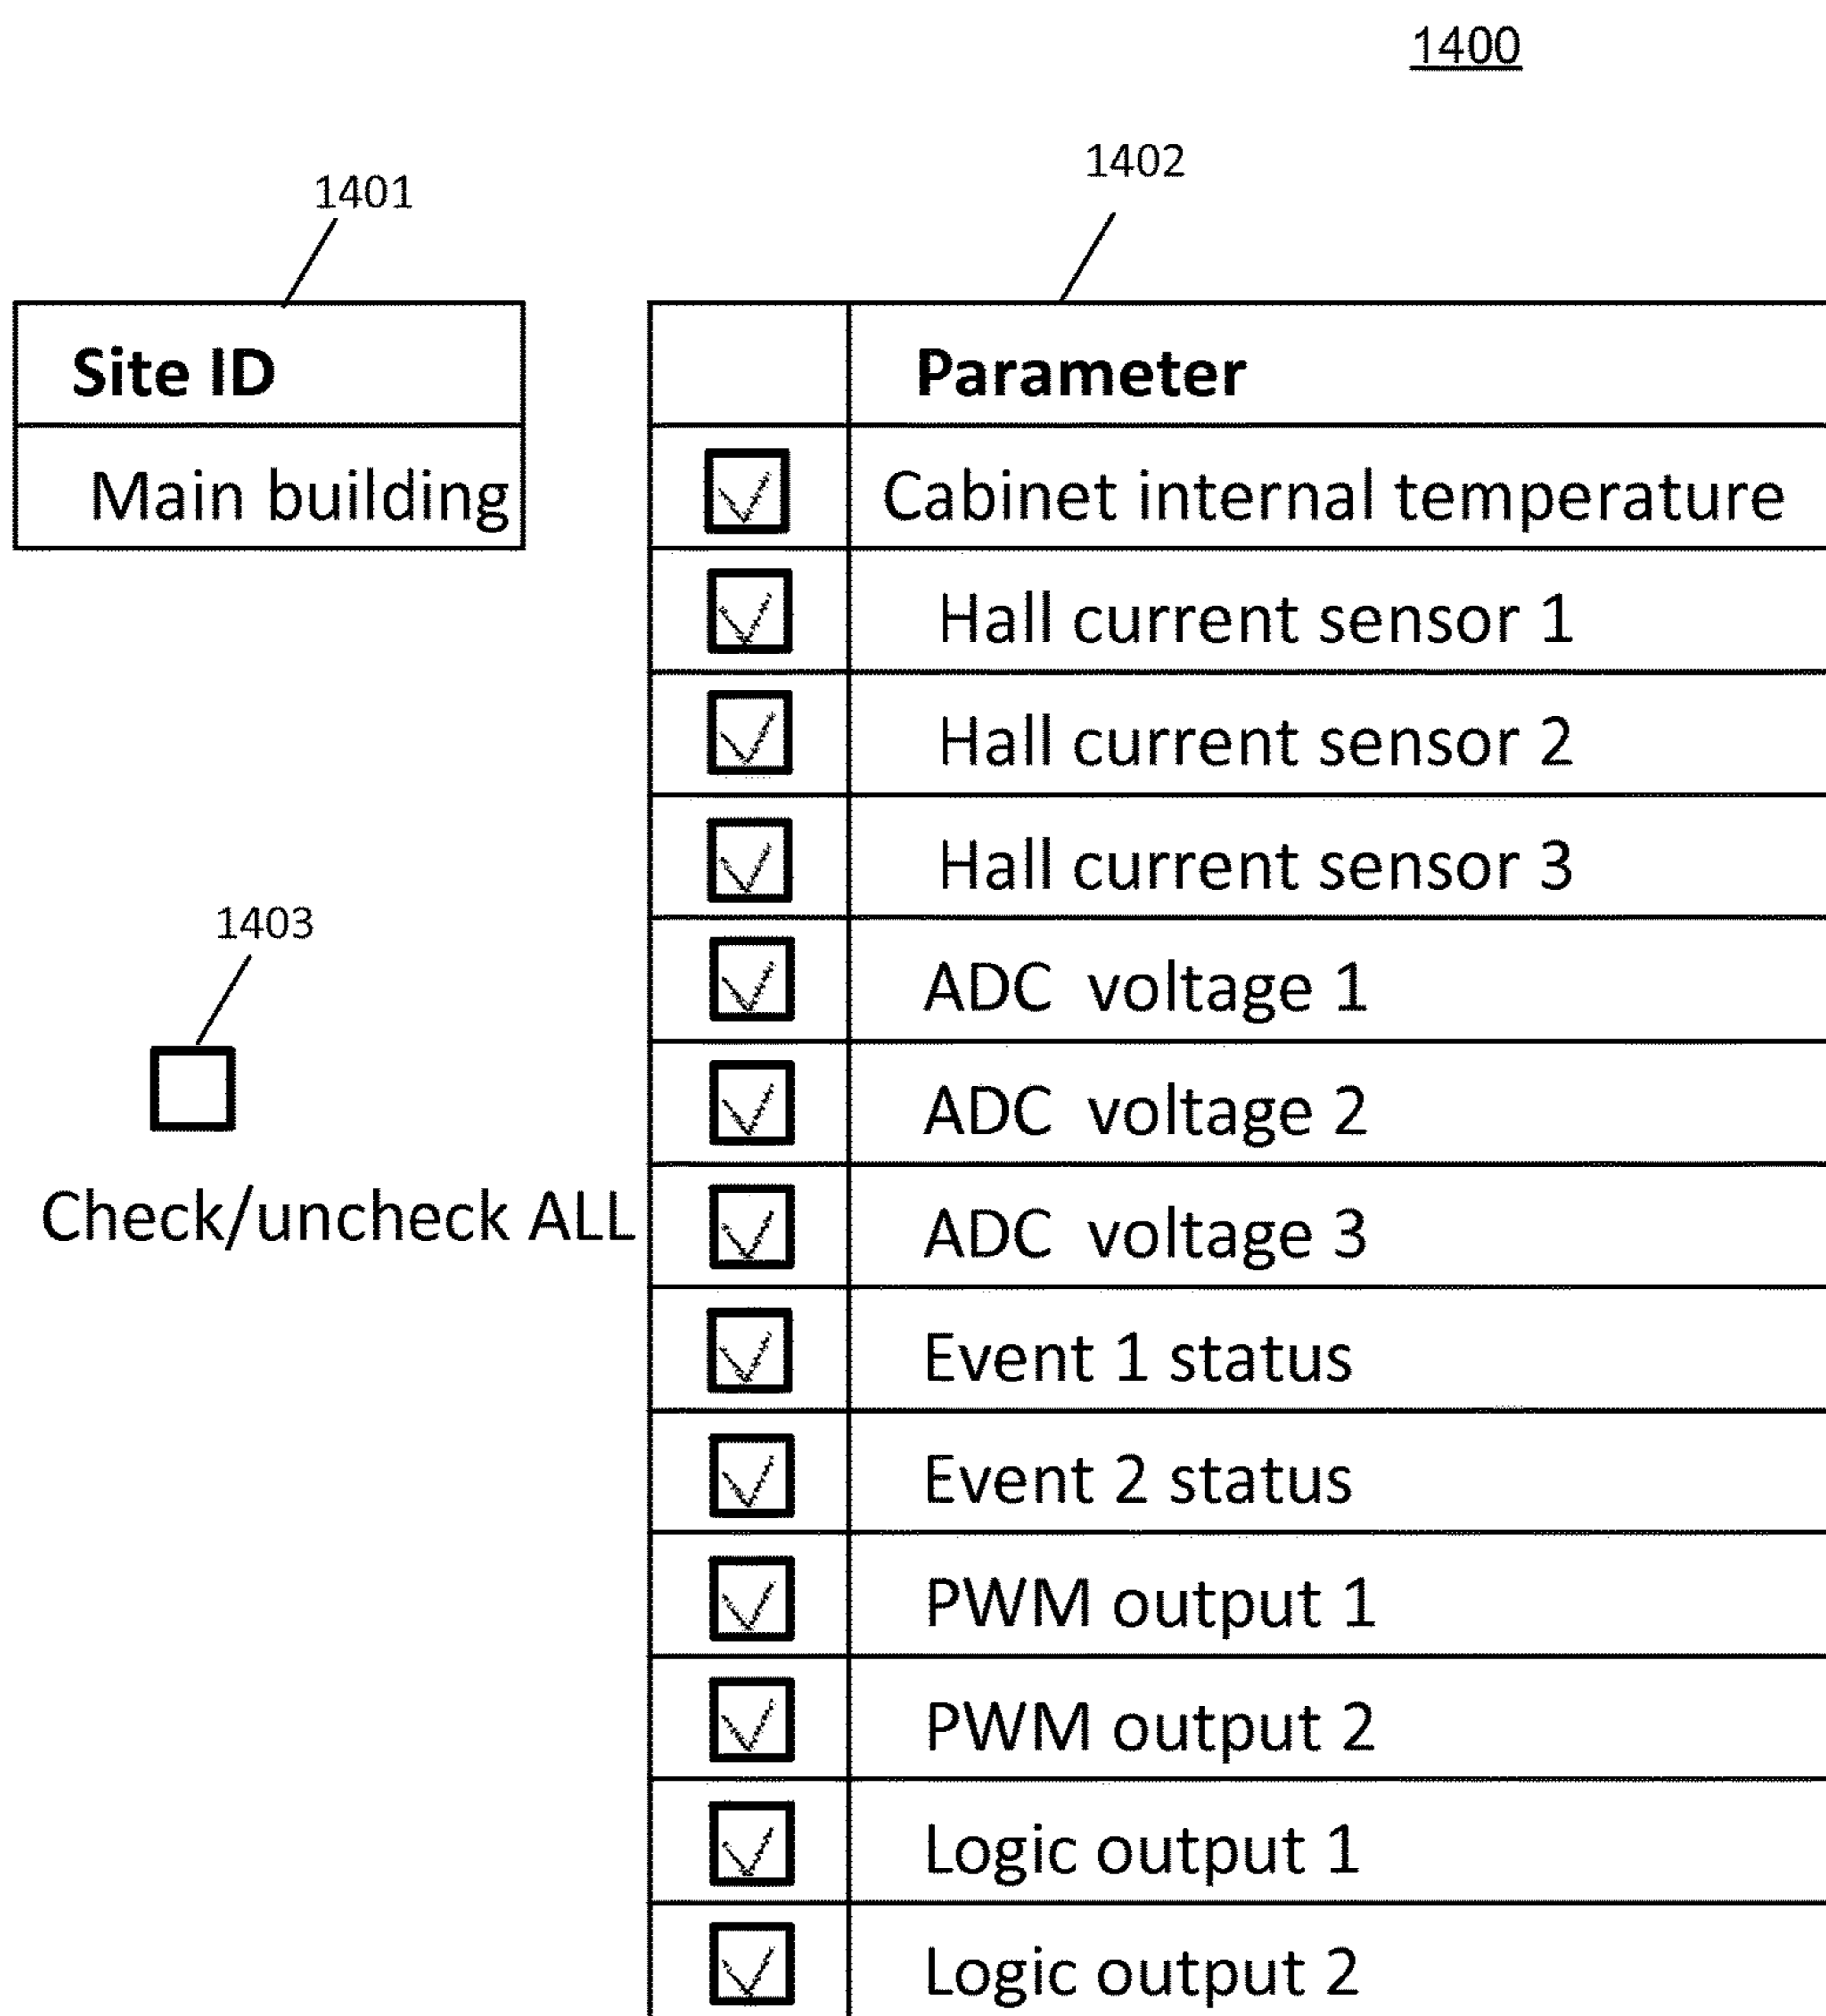 1400
1401
1402
Site ID
Main building
Parameter
Cabinet internal temperature
Hall current sensor 1
Hall current sensor 2
Hall current sensor 3
ADC voltage 1
ADC voltage 2
ADC voltage 3
Event 1 status
Event 2 status
PWM output 1
PWM output 2
Logic output 1
Logic output 2
1403
Check/uncheck ALL